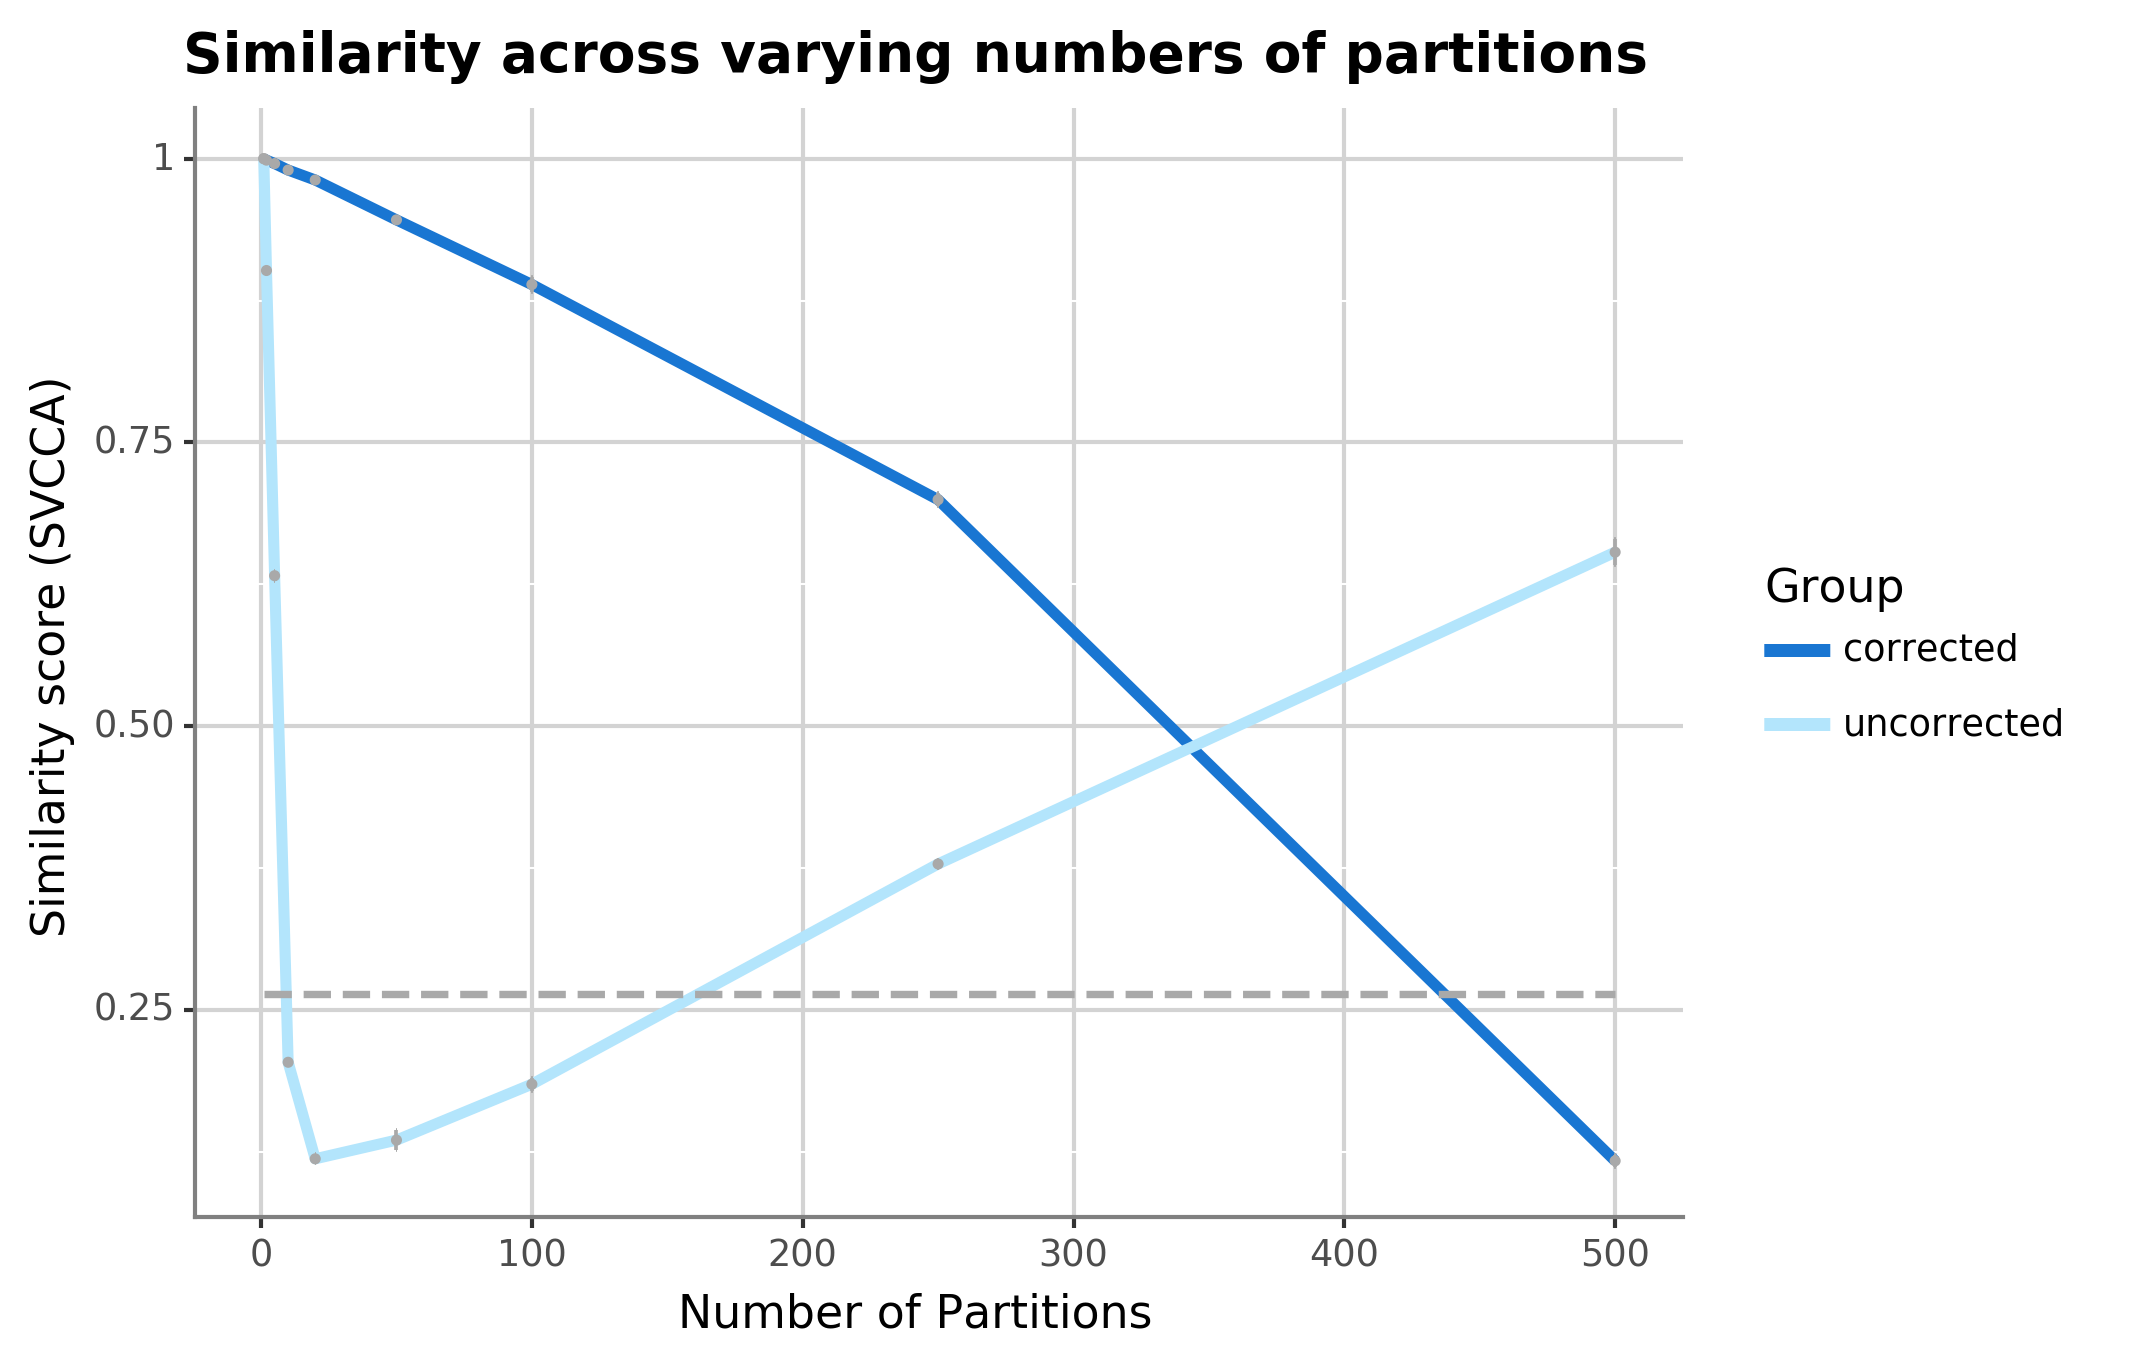 Similarity across varying numbers of partitions
Similarity score (SVCCA)
1
0.75
0.50
0.25
0
100
200
300
400
500
Number of Partitions
Group
corrected
uncorrected